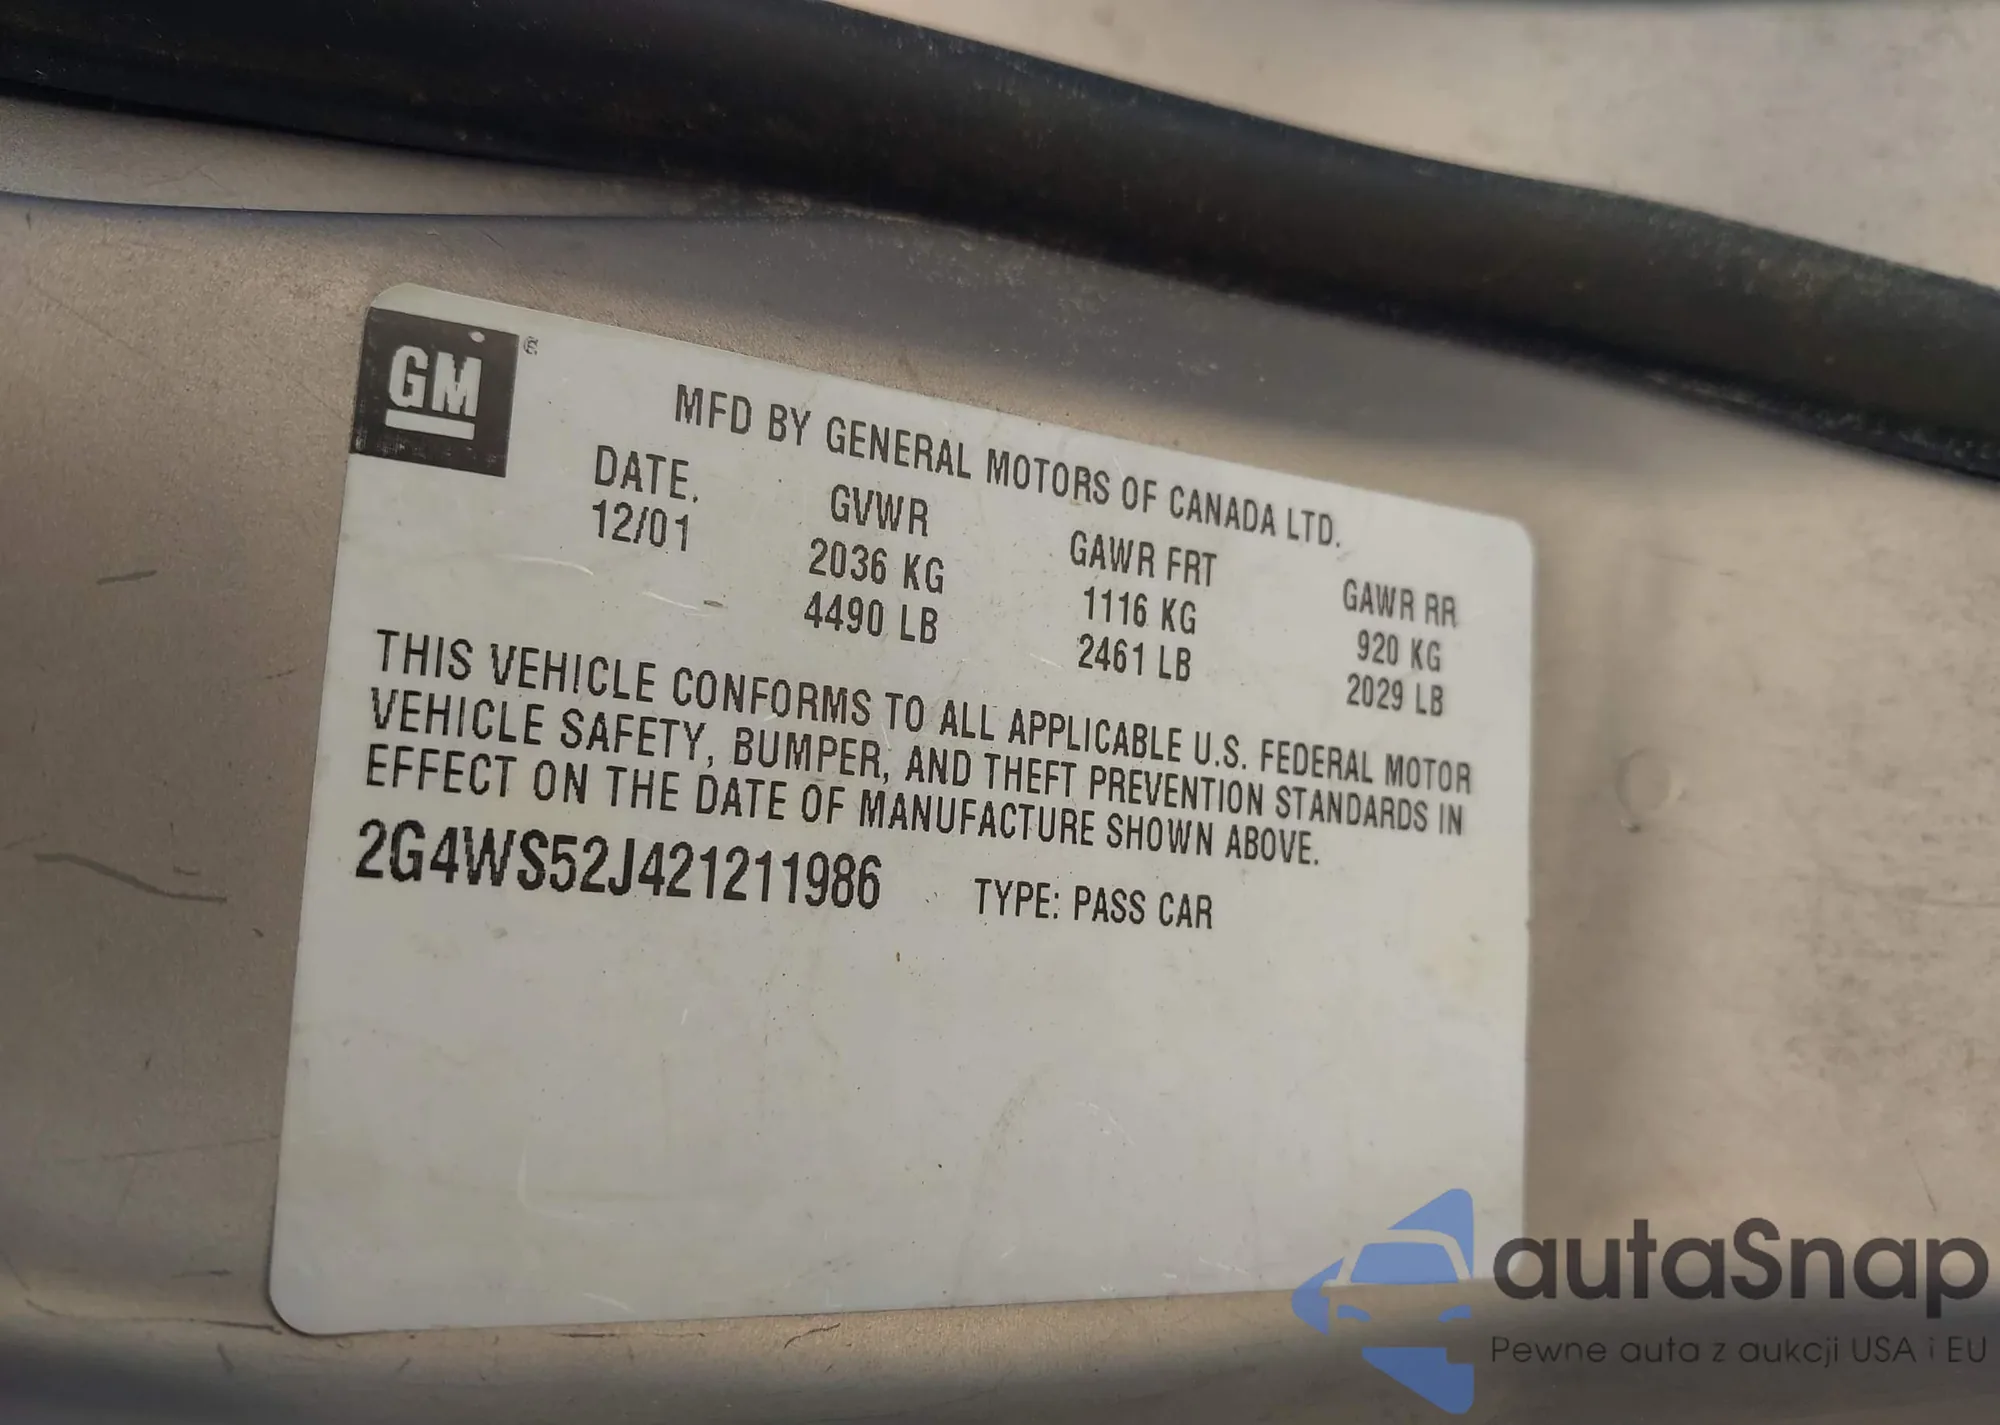 GM ®
MFD BY GENERAL MOTORS OF CANADA LTD.
DATE. GVWR GAWR FRT GAWR RR
12/01 2036 KG 1116 KG 920 KG
4490 LB 2461 LB 2029 LB
THIS VEHICLE CONFORMS TO ALL APPLICABLE U.S. FEDERAL MOTOR
VEHICLE SAFETY, BUMPER, AND THEFT PREVENTION STANDARDS IN
EFFECT ON THE DATE OF MANUFACTURE SHOWN ABOVE.
2G4WS52J421211986 TYPE: PASS CAR
autaSnap
Pewne auta z aukcji USA i EU